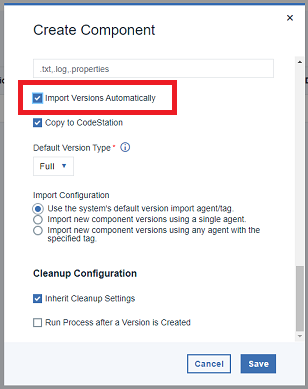 Create Component
.txt,.log,.properties
Import Versions Automatically
Copy to CodeStation
Default Version Type *
Full
Import Configuration
Use the system's default version import agent/tag.
Import new component versions using a single agent.
Import new component versions using any agent with the
specified tag.
Cleanup Configuration
Inherit Cleanup Settings
Run Process after a Version is Created
Cancel
Save